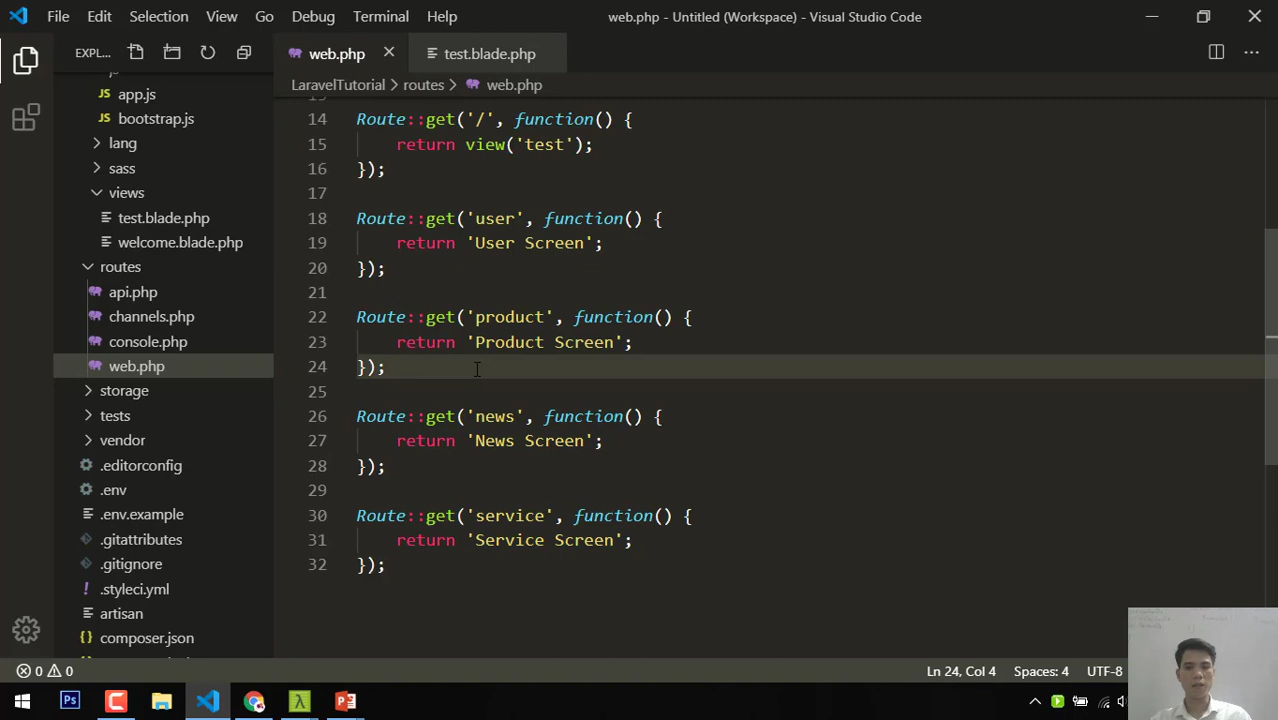 File Edit Selection View Go Debug Terminal Help web.php - Untitled (Workspace) - Visual Studio Code
EXPL... web.php test.blade.php
LaravelTutorial > routes > web.php
JS app.js
JS bootstrap.js
lang
sass
views
test.blade.php
welcome.blade.php
routes
api.php
channels.php
console.php
web.php
storage
tests
vendor
.editorconfig
.env
.env.example
.gitattributes
.gitignore
! .styleci.yml
artisan
{} composer.json
14 Route::get('/', function() {
15 return view('test');
16 });
17
18 Route::get('user', function() {
19 return 'User Screen';
20 });
21
22 Route::get('product', function() {
23 return 'Product Screen';
24 });
25
26 Route::get('news', function() {
27 return 'News Screen';
28 });
29
30 Route::get('service', function() {
31 return 'Service Screen';
32 });
0 0 Ln 24, Col 4 Spaces: 4 UTF-8
Ps